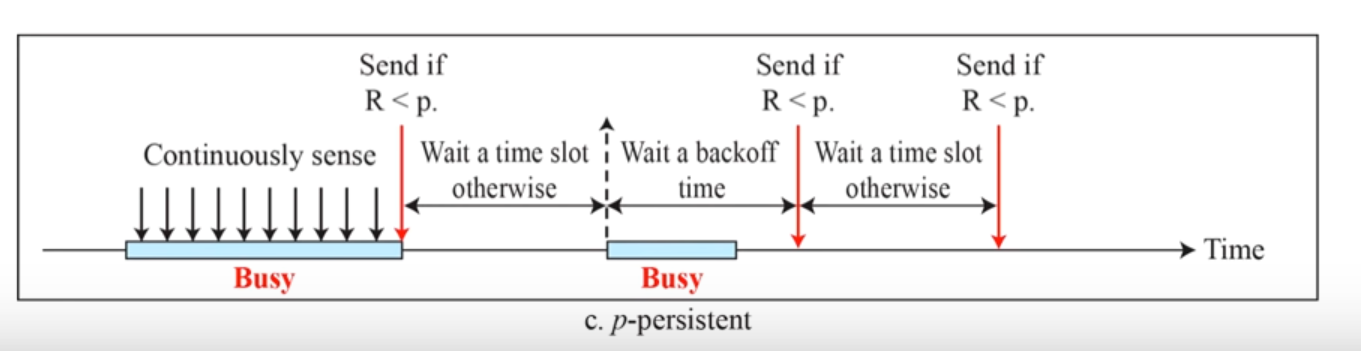 Send if
R < p.
Send if
R < p.
Send if
R < p.
Continuously sense
Wait a time slot
otherwise
Wait a backoff
time
Wait a time slot
otherwise
Time
Busy
Busy
c. p-persistent